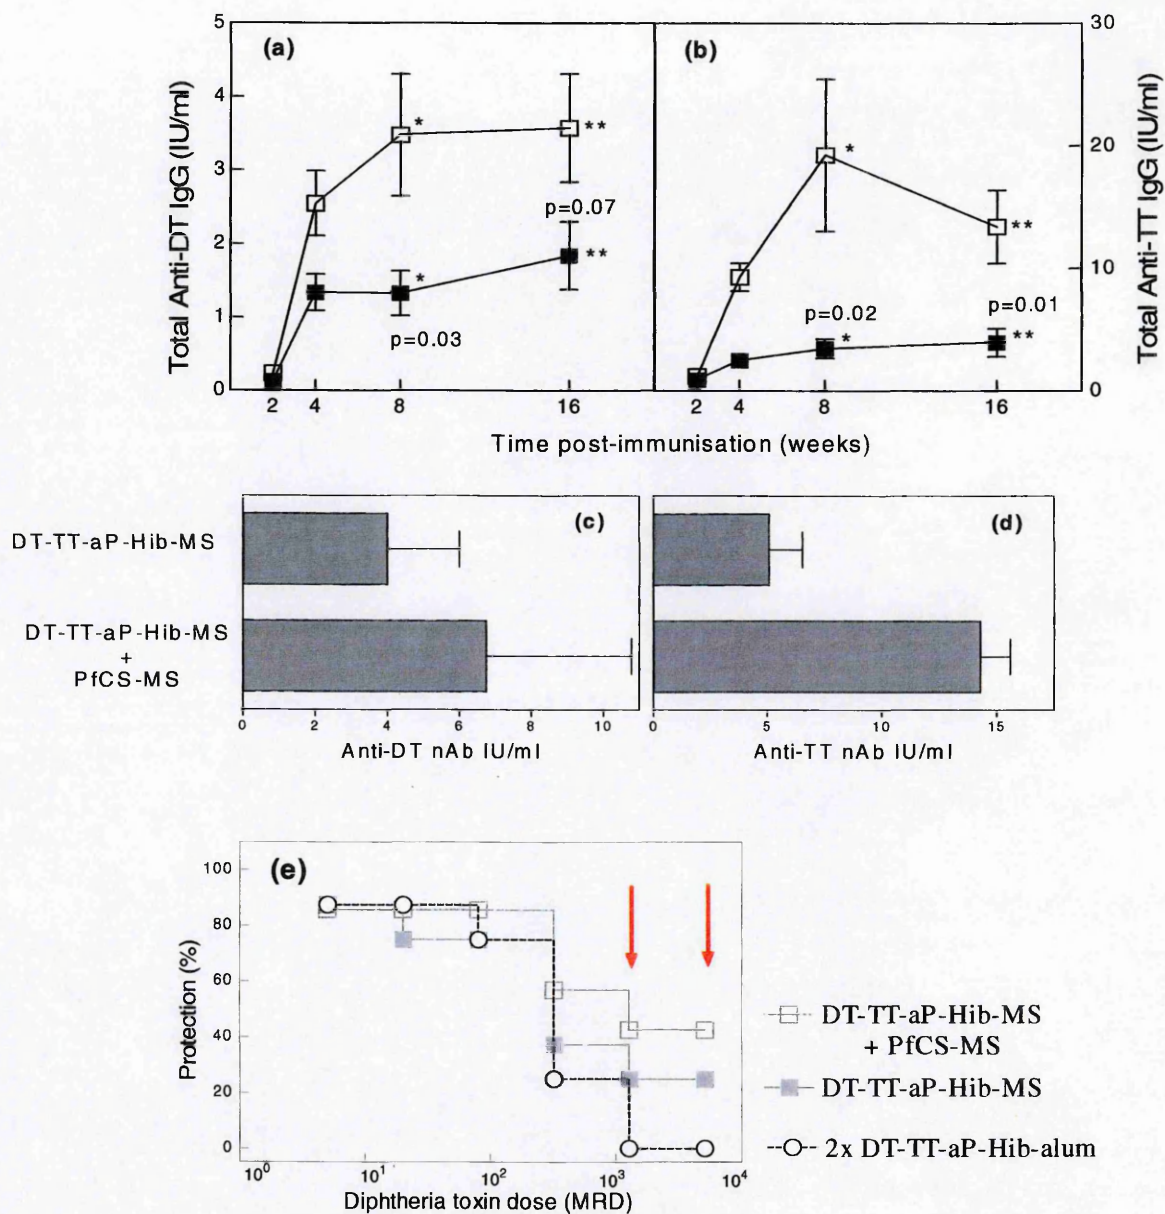 (a)
(b)
Total Anti-DT IgG (IU/ml)
Total Anti-TT IgG (IU/ml)
5
4
3
2
1
0
30
20
10
0
*
**
p=0.07
*
**
p=0.03
*
**
p=0.02
p=0.01
*
**
2 4 8 16
2 4 8 16
Time post-immunisation (weeks)
DT-TT-aP-Hib-MS
DT-TT-aP-Hib-MS
+
PfCS-MS
(c)
(d)
0 2 4 6 8 10
0 5 10 15
Anti-DT nAb IU/ml
Anti-TT nAb IU/ml
(e)
Protection (%)
100
80
60
40
20
0
10^0 10^1 10^2 10^3 10^4
Diphtheria toxin dose (MRD)
DT-TT-aP-Hib-MS
+ PfCS-MS
DT-TT-aP-Hib-MS
2x DT-TT-aP-Hib-alum